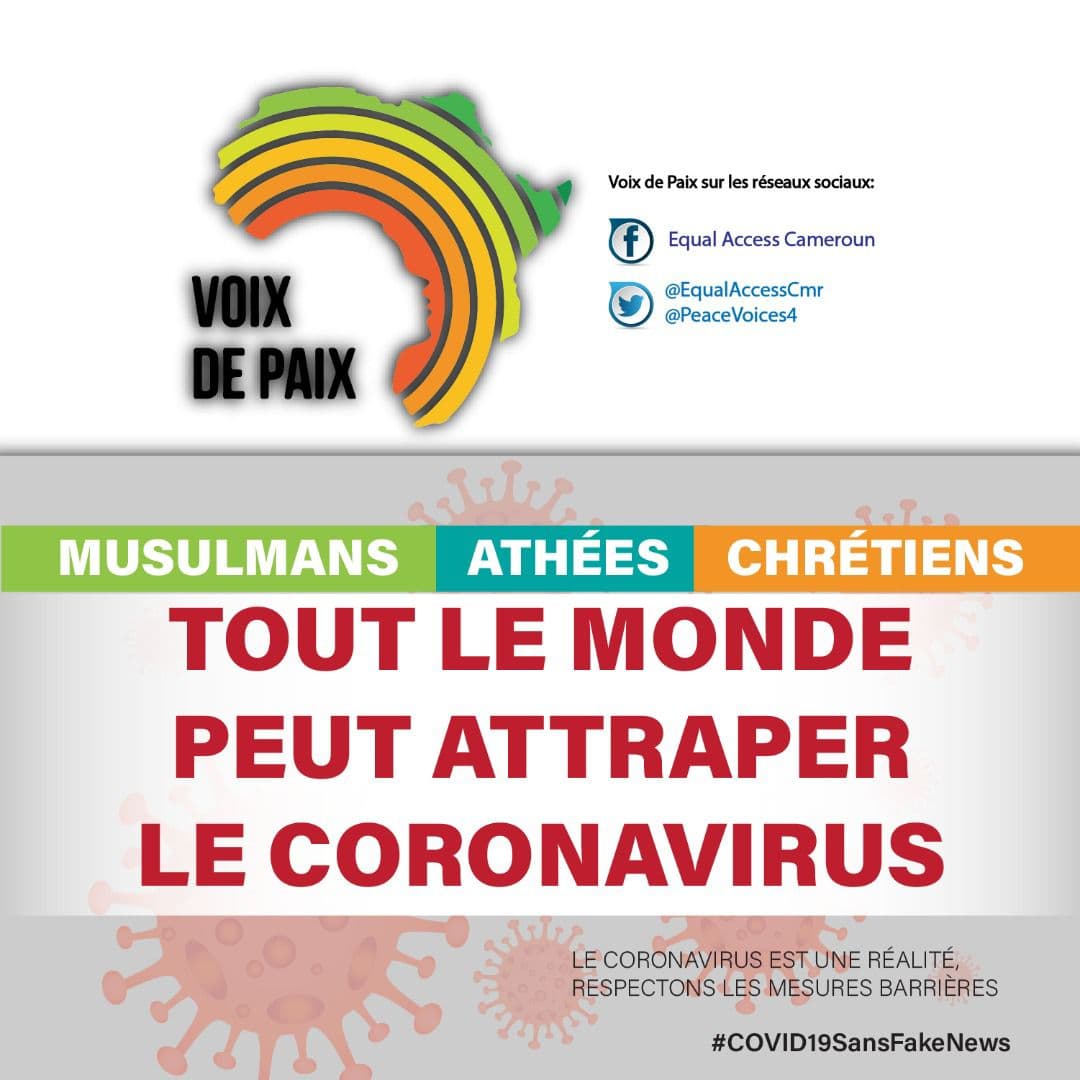 VOIX
DE PAIX
Voix de Paix sur les réseaux sociaux:
Equal Access Cameroun
@EqualAccessCmr
@PeaceVoices4
MUSULMANS ATHÉES CHRÉTIENS
TOUT LE MONDE
PEUT ATTRAPER
LE CORONAVIRUS
LE CORONAVIRUS EST UNE RÉALITÉ,
RESPECTONS LES MESURES BARRIÈRES
#COVID19SansFakeNews